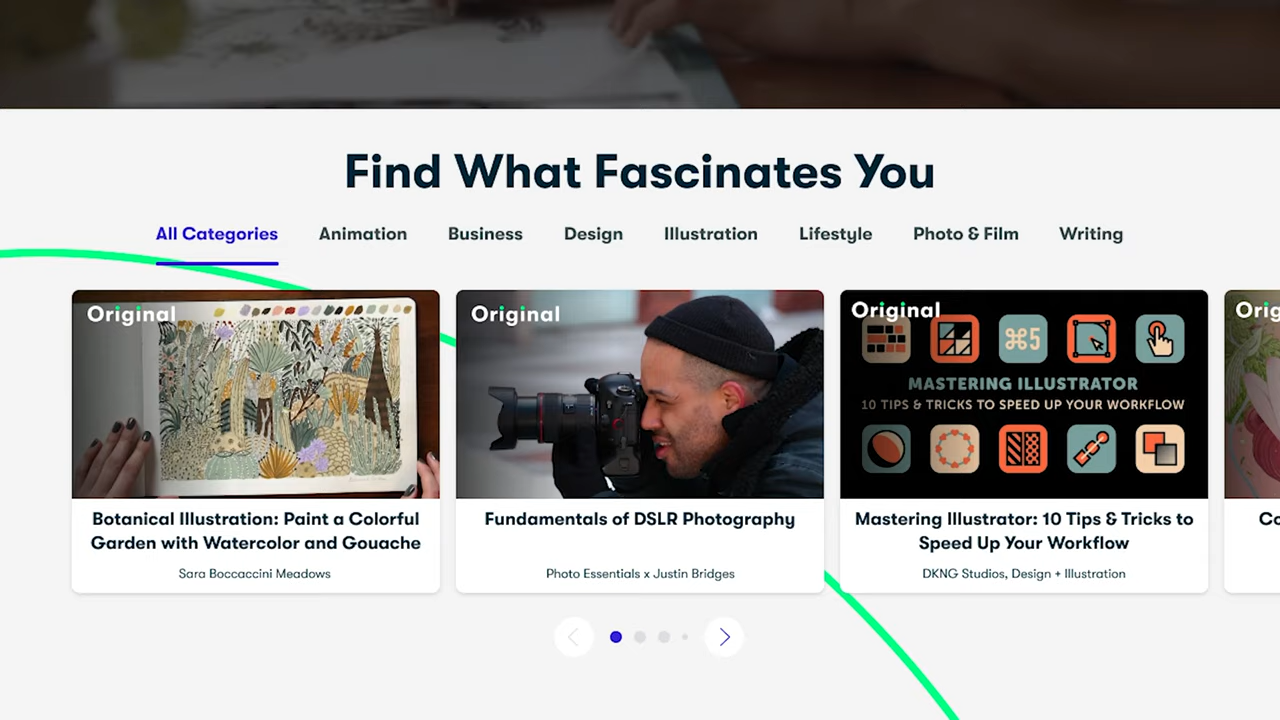 Find What Fascinates You
All Categories Animation Business Design Illustration Lifestyle Photo & Film Writing
Original
Original
Original
⌘5
MASTERING ILLUSTRATOR
10 TIPS & TRICKS TO SPEED UP YOUR WORKFLOW
Botanical Illustration: Paint a Colorful
Garden with Watercolor and Gouache
Sara Boccaccini Meadows
Fundamentals of DSLR Photography
Photo Essentials x Justin Bridges
Mastering Illustrator: 10 Tips & Tricks to
Speed Up Your Workflow
DKNG Studios, Design + Illustration